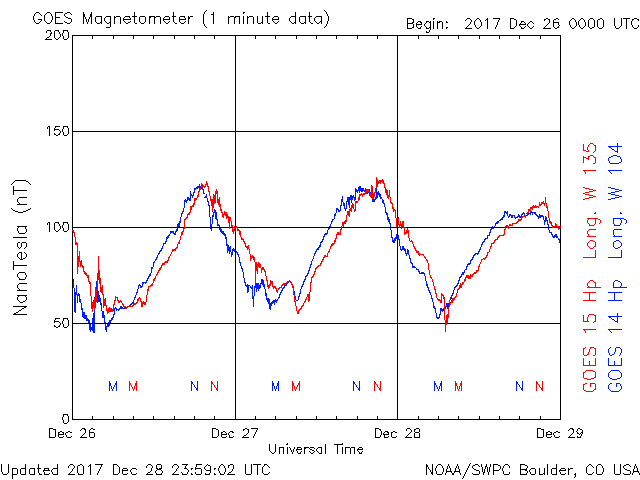 GOES Magnetometer (1 minute data)
Begin: 2017 Dec 26 0000 UTC
200
150
100
50
0
NanoTesla (nT)
M M N N M M N N M M N N
Dec 26 Dec 27 Dec 28 Dec 29
Universal Time
GOES 15 Hp Long. W 135
GOES 14 Hp Long. W 104
Updated 2017 Dec 28 23:59:02 UTC
NOAA/SWPC Boulder, CO USA